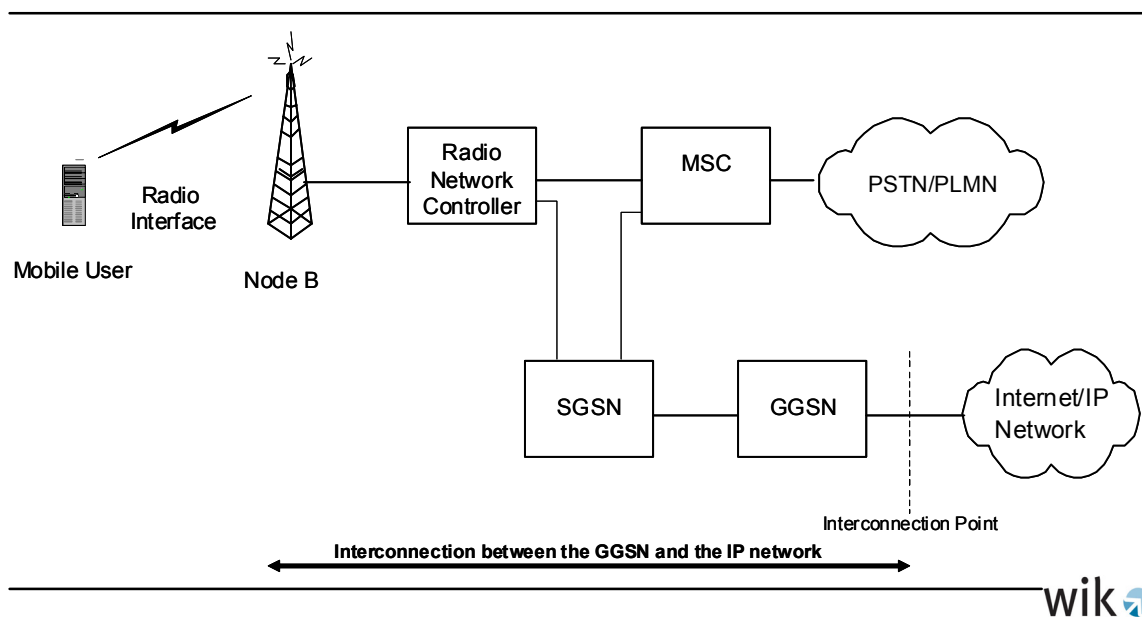 Radio
Network
Controller
MSC
PSTN/PLMN
Radio
Interface
Mobile User
Node B
SGSN
GGSN
Internet/IP
Network
Interconnection Point
Interconnection between the GGSN and the IP network
wik